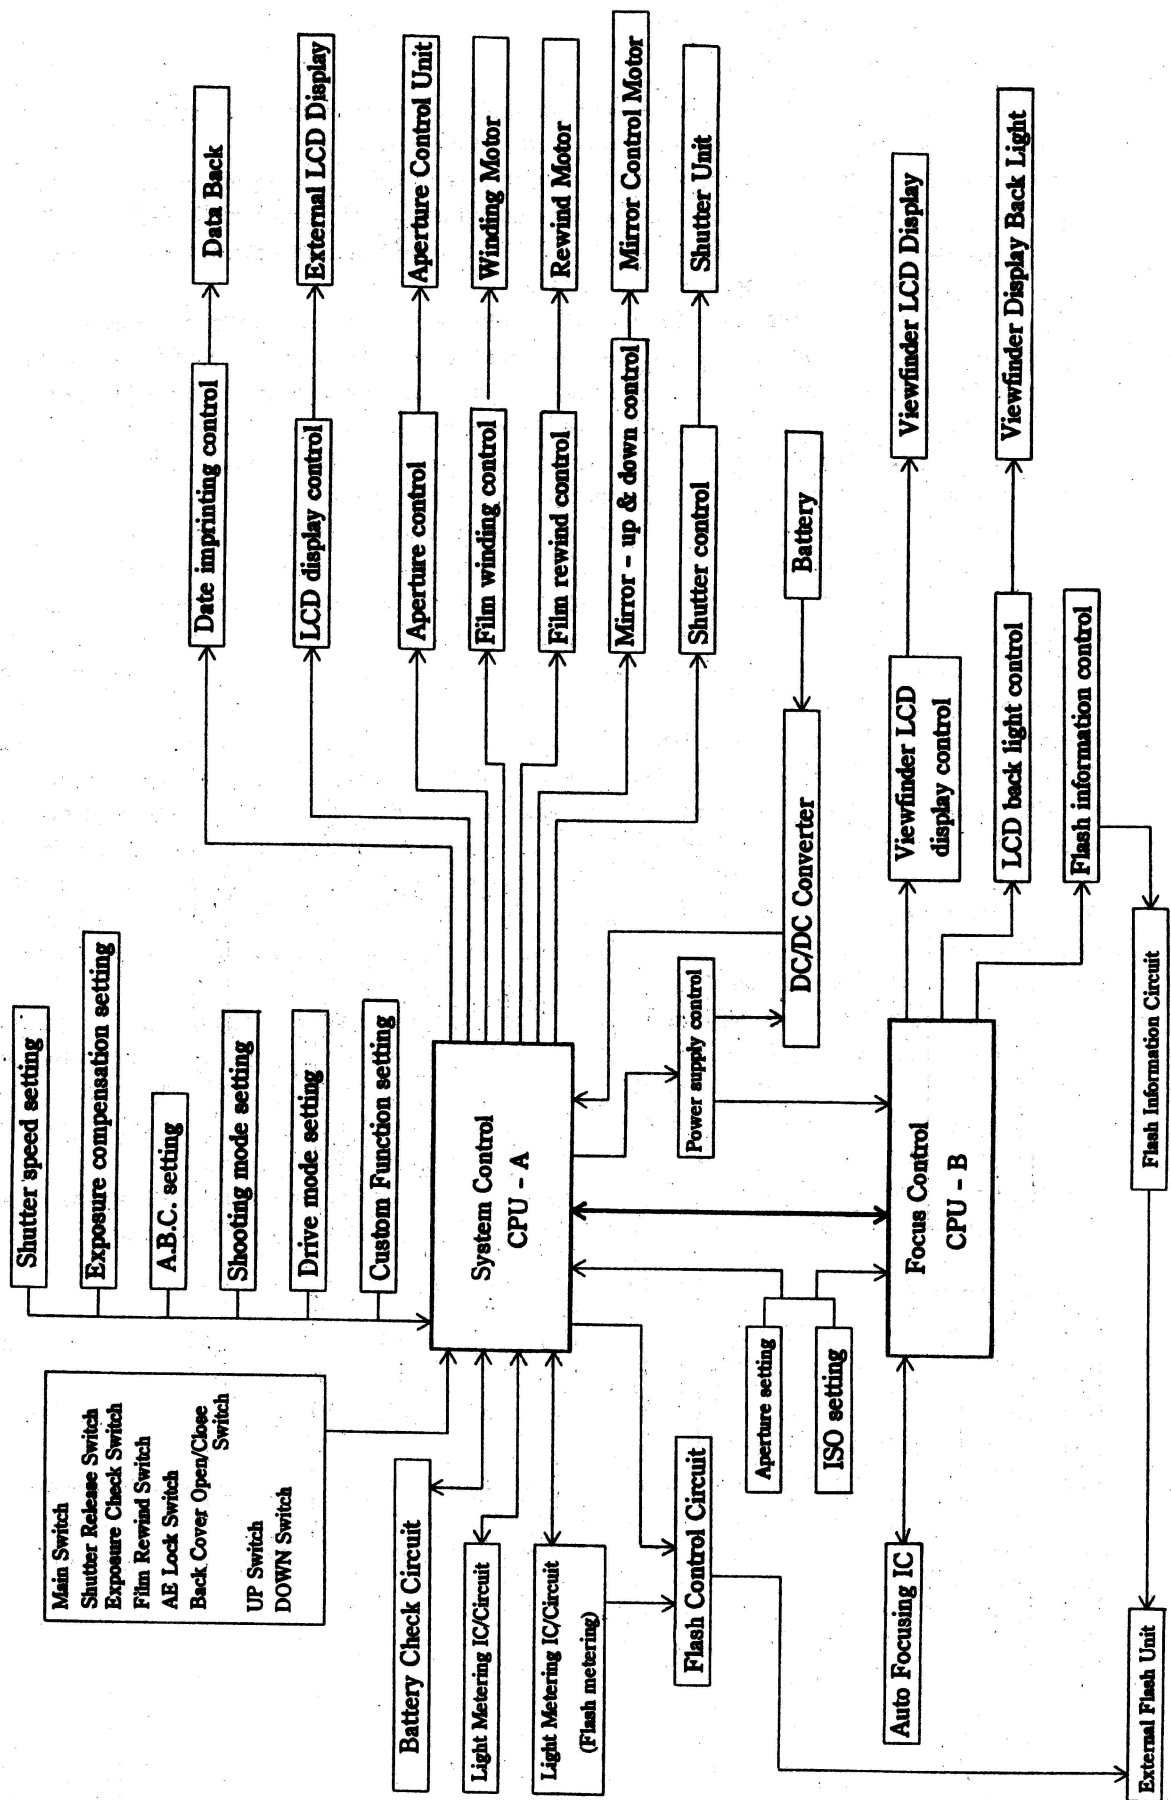 Main Switch
Shutter Release Switch
Exposure Check Switch
Film Rewind Switch
AE Lock Switch
Back Cover Open/Close
Switch
UP Switch
DOWN Switch
Shutter speed setting
Exposure compensation setting
A.B.C. setting
Shooting mode setting
Drive mode setting
Custom Function setting
Date imprinting control
Data Back
LCD display control
External LCD Display
Aperture control
Aperture Control Unit
Film winding control
Winding Motor
Film rewind control
Rewind Motor
Mirror - up & down control
Mirror Control Motor
Shutter control
Shutter Unit
Battery Check Circuit
Light Metering IC/Circuit
Light Metering IC/Circuit
(Flash metering)
Flash Control Circuit
System Control
CPU - A
Power supply control
DC/DC Converter
Battery
Aperture setting
ISO setting
Auto Focusing IC
Focus Control
CPU - B
Viewfinder LCD
display control
Viewfinder LCD Display
LCD back light control
Viewfinder Display Back Light
Flash information control
Flash Information Circuit
External Flash Unit